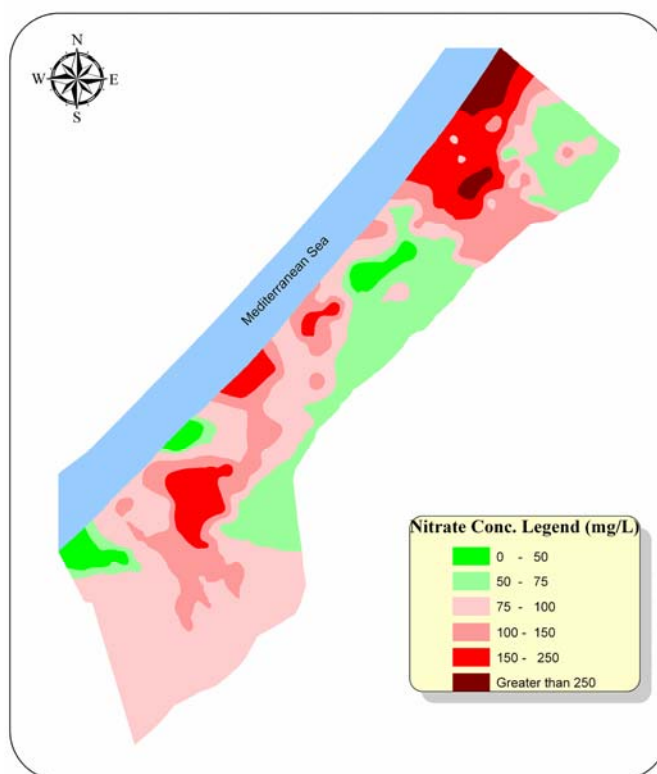 N
W E
S
Mediterranean Sea
Nitrate Conc. Legend (mg/L)
0 - 50
50 - 75
75 - 100
100 - 150
150 - 250
Greater than 250